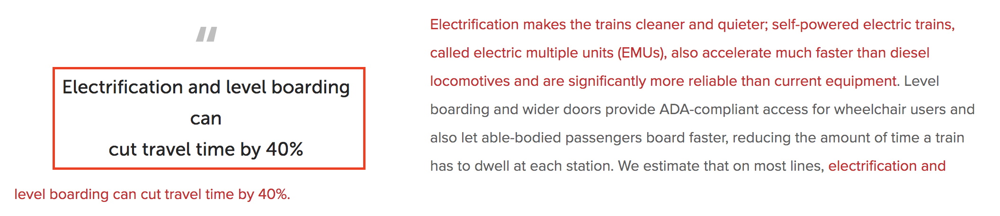 “
Electrification and level boarding
can
cut travel time by 40%
Electrification makes the trains cleaner and quieter; self-powered electric trains,
called electric multiple units (EMUs), also accelerate much faster than diesel
locomotives and are significantly more reliable than current equipment. Level
boarding and wider doors provide ADA-compliant access for wheelchair users and
also let able-bodied passengers board faster, reducing the amount of time a train
has to dwell at each station. We estimate that on most lines, electrification and
level boarding can cut travel time by 40%.